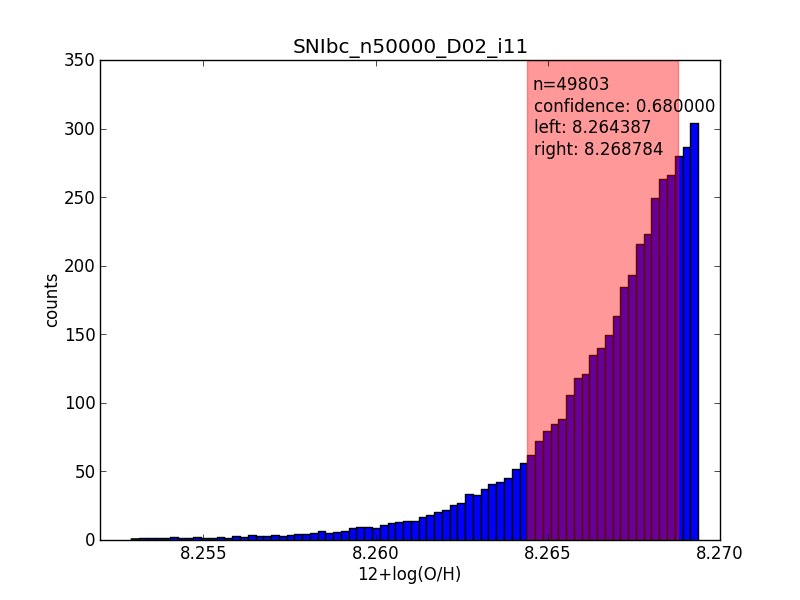 SNIbc_n50000_D02_i11
350
300
250
200
150
100
50
0
counts
n=49803
confidence: 0.680000
left: 8.264387
right: 8.268784
8.255 8.260 8.265 8.270
12+log(O/H)